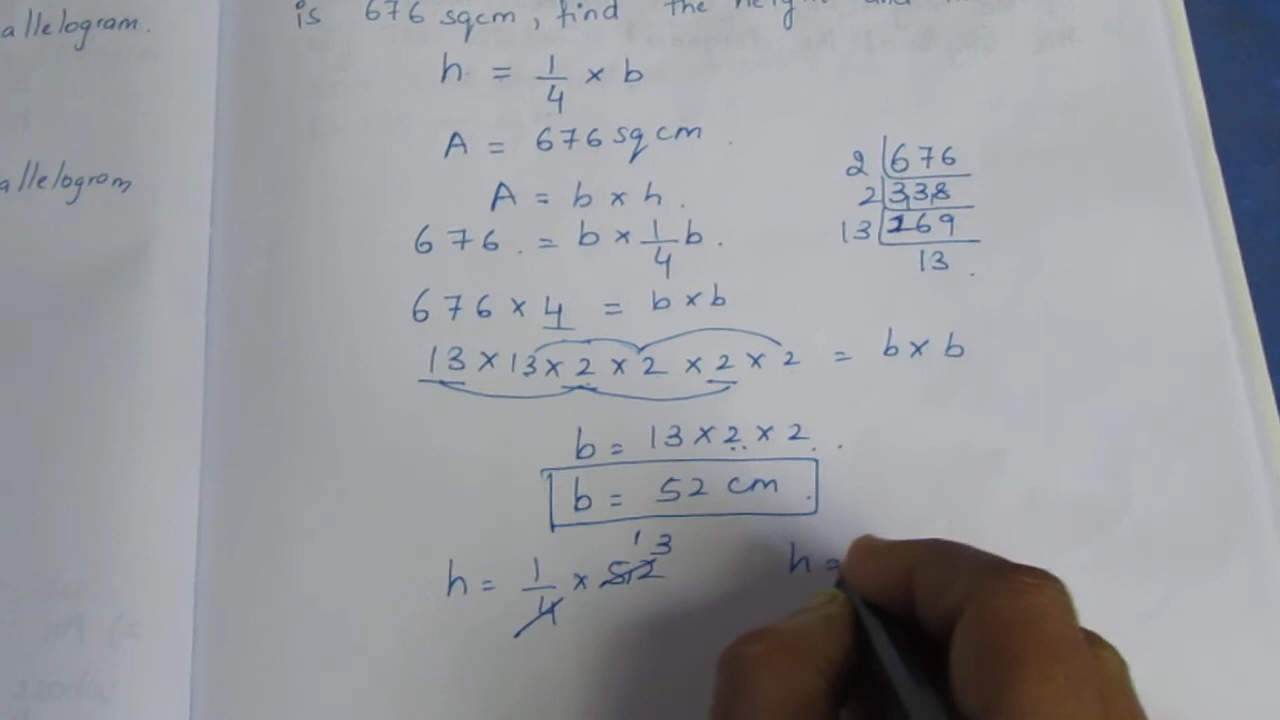 allelogram.
allelogram
is 676 sqcm, find the height and
h = 1/4 × b
A = 676 sq cm
A = b × h.
676 = b × 1/4 b.
676 × 4 = b × b
13 × 13 × 2 × 2 × 2 × 2 = b × b
b = 13 × 2 × 2
b = 52 cm
h = 1/4 × 52 13
h =
2 676
2 338
13 169
13